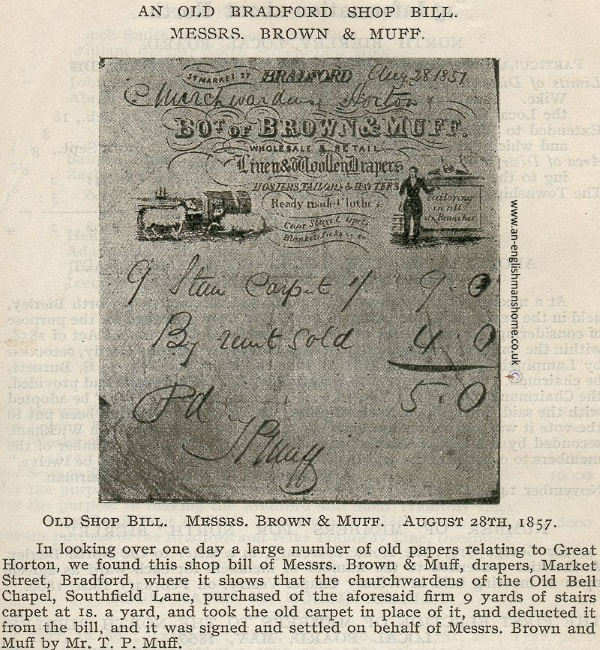 AN OLD BRADFORD SHOP BILL.
MESSRS. BROWN & MUFF.
MARKET ST BRADFORD Aug 28 1857
Churchwardens Horton
BOT. OF BROWN & MUFF.
WHOLESALE & RETAIL
Linen & Woollen Drapers
HOSIERS, TAILORS & HATTERS
Ready made Clothes
Tailoring
in all
its Branches
9 Stair Carpet 1/ 9.0
By sold 4.0
5.0
Pd
T P Muff
www.an-englishmanshome.co.uk
OLD SHOP BILL. MESSRS. BROWN & MUFF. AUGUST 28TH, 1857.
In looking over one day a large number of old papers relating to Great
Horton, we found this shop bill of Messrs. Brown & Muff, drapers, Market
Street, Bradford, where it shows that the churchwardens of the Old Bell
Chapel, Southfield Lane, purchased of the aforesaid firm 9 yards of stairs
carpet at 1s. a yard, and took the old carpet in place of it, and deducted it
from the bill, and it was signed and settled on behalf of Messrs. Brown and
Muff by Mr. T. P. Muff.